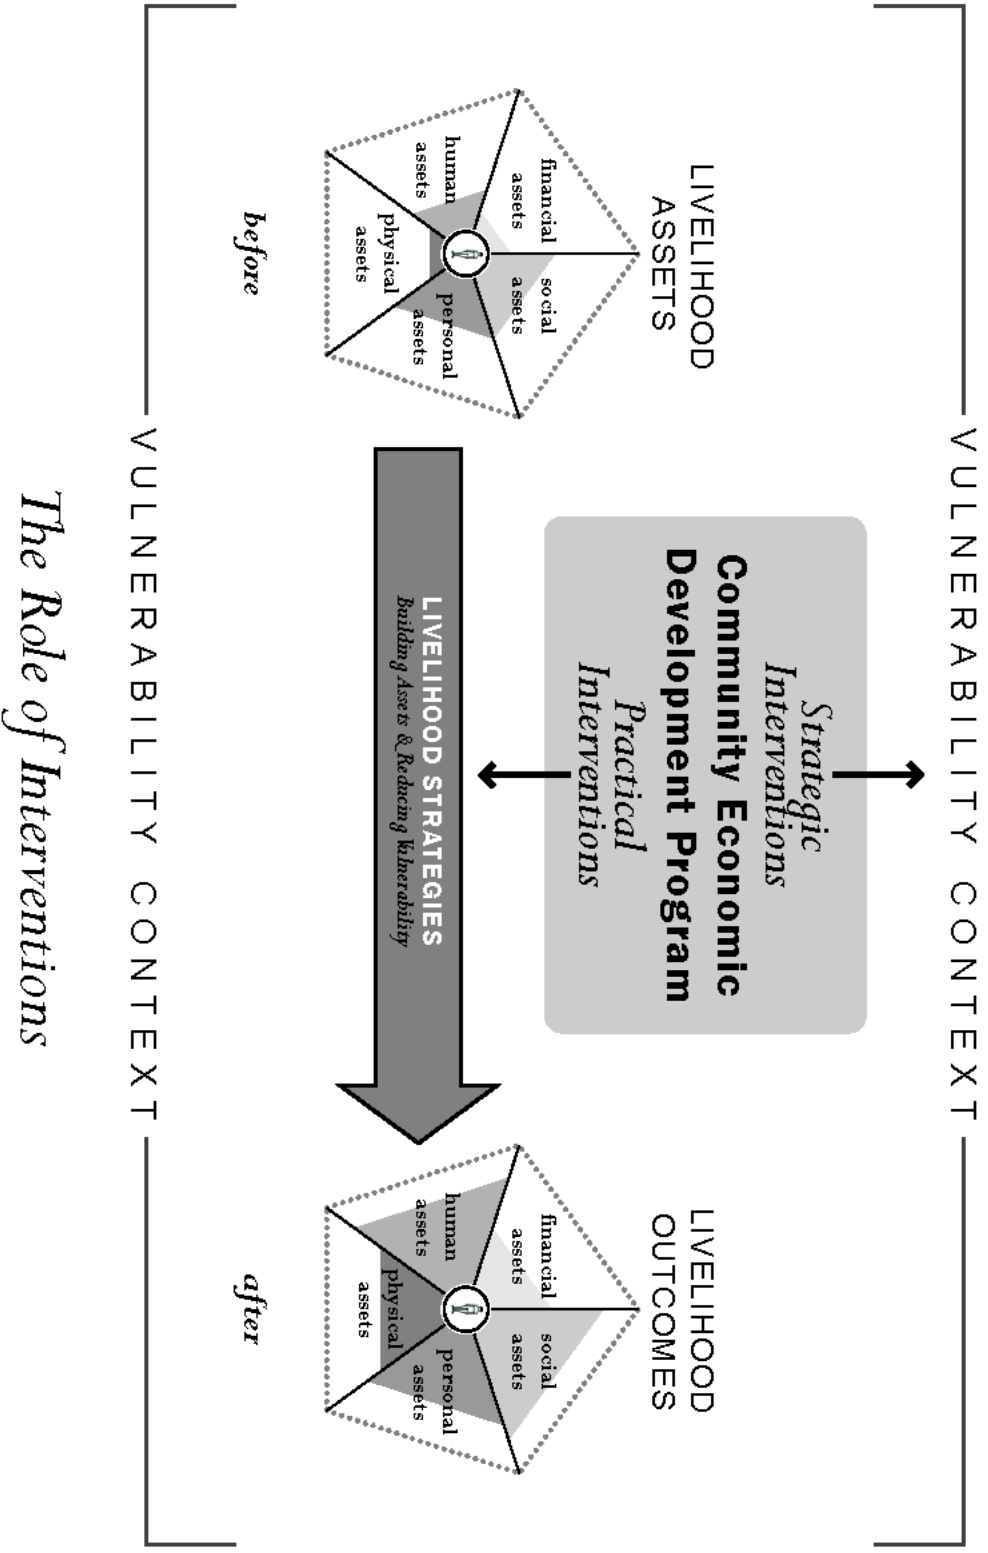 VULNERABILITY CONTEXT
LIVELIHOOD
ASSETS
financial
assets
social
assets
human
assets
physical
assets
personal
assets
before
Strategic
Interventions
Community Economic
Development Program
Practical
Interventions
LIVELIHOOD STRATEGIES
Building Assets & Reducing Vulnerability
LIVELIHOOD
OUTCOMES
financial
assets
social
assets
human
assets
physical
assets
personal
assets
after
VULNERABILITY CONTEXT
The Role of Interventions